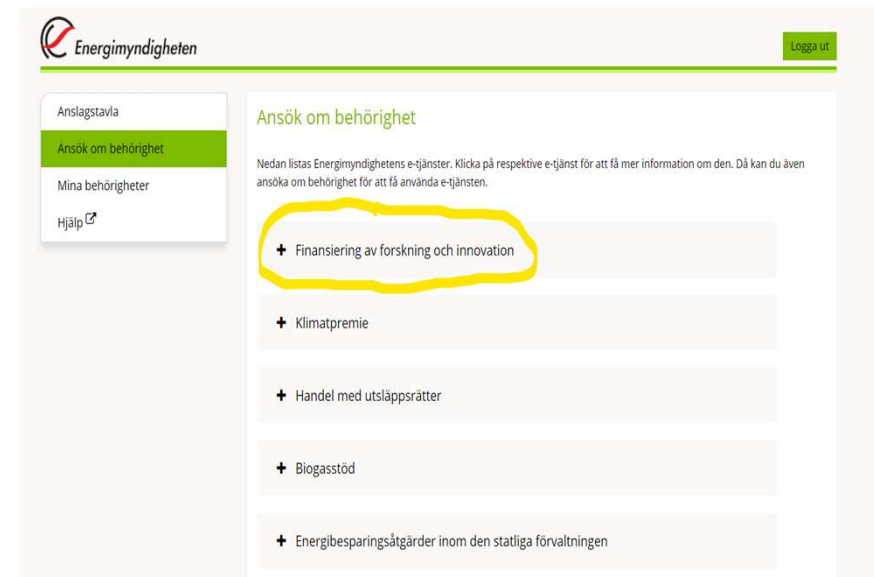 Energimyndigheten
Logga ut
Anslagstavla
Ansök om behörighet
Mina behörigheter
Hjälp
Ansök om behörighet
Nedan listas Energimyndighetens e-tjänster. Klicka på respektive e-tjänst för att få mer information om den. Då kan du även
ansöka om behörighet för att få använda e-tjänsten.
+ Finansiering av forskning och innovation
+ Klimatpremie
+ Handel med utsläppsrätter
+ Biogasstöd
+ Energibesparingsåtgärder inom den statliga förvaltningen